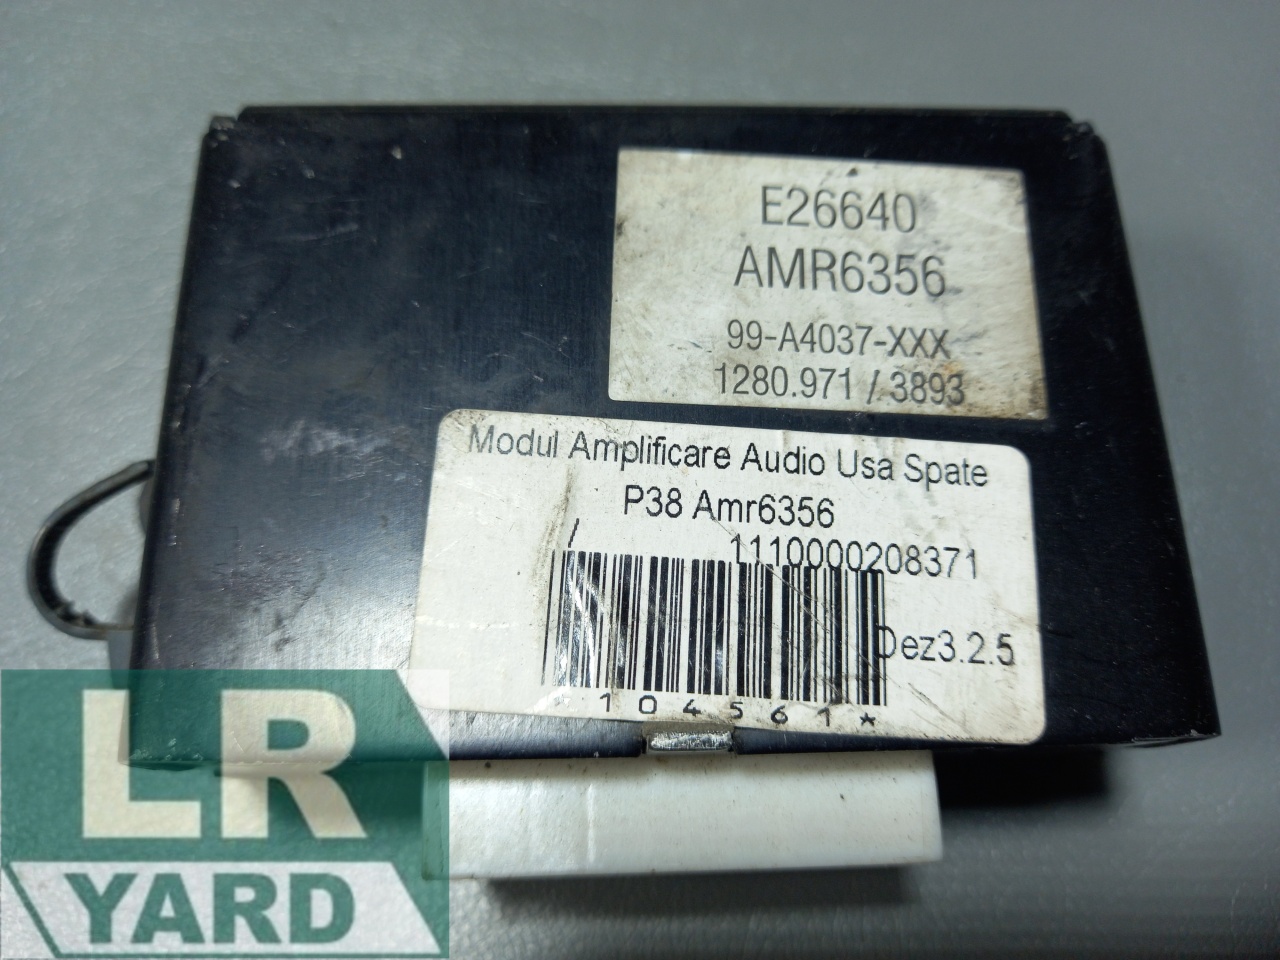 E26640
AMR6356
99-A4037-XXX
1280.971 / 3893
Modul Amplificare Audio Usa Spate
P38 Amr6356
/
1110000208371
Dez3.2.5
104561*
LR
YARD